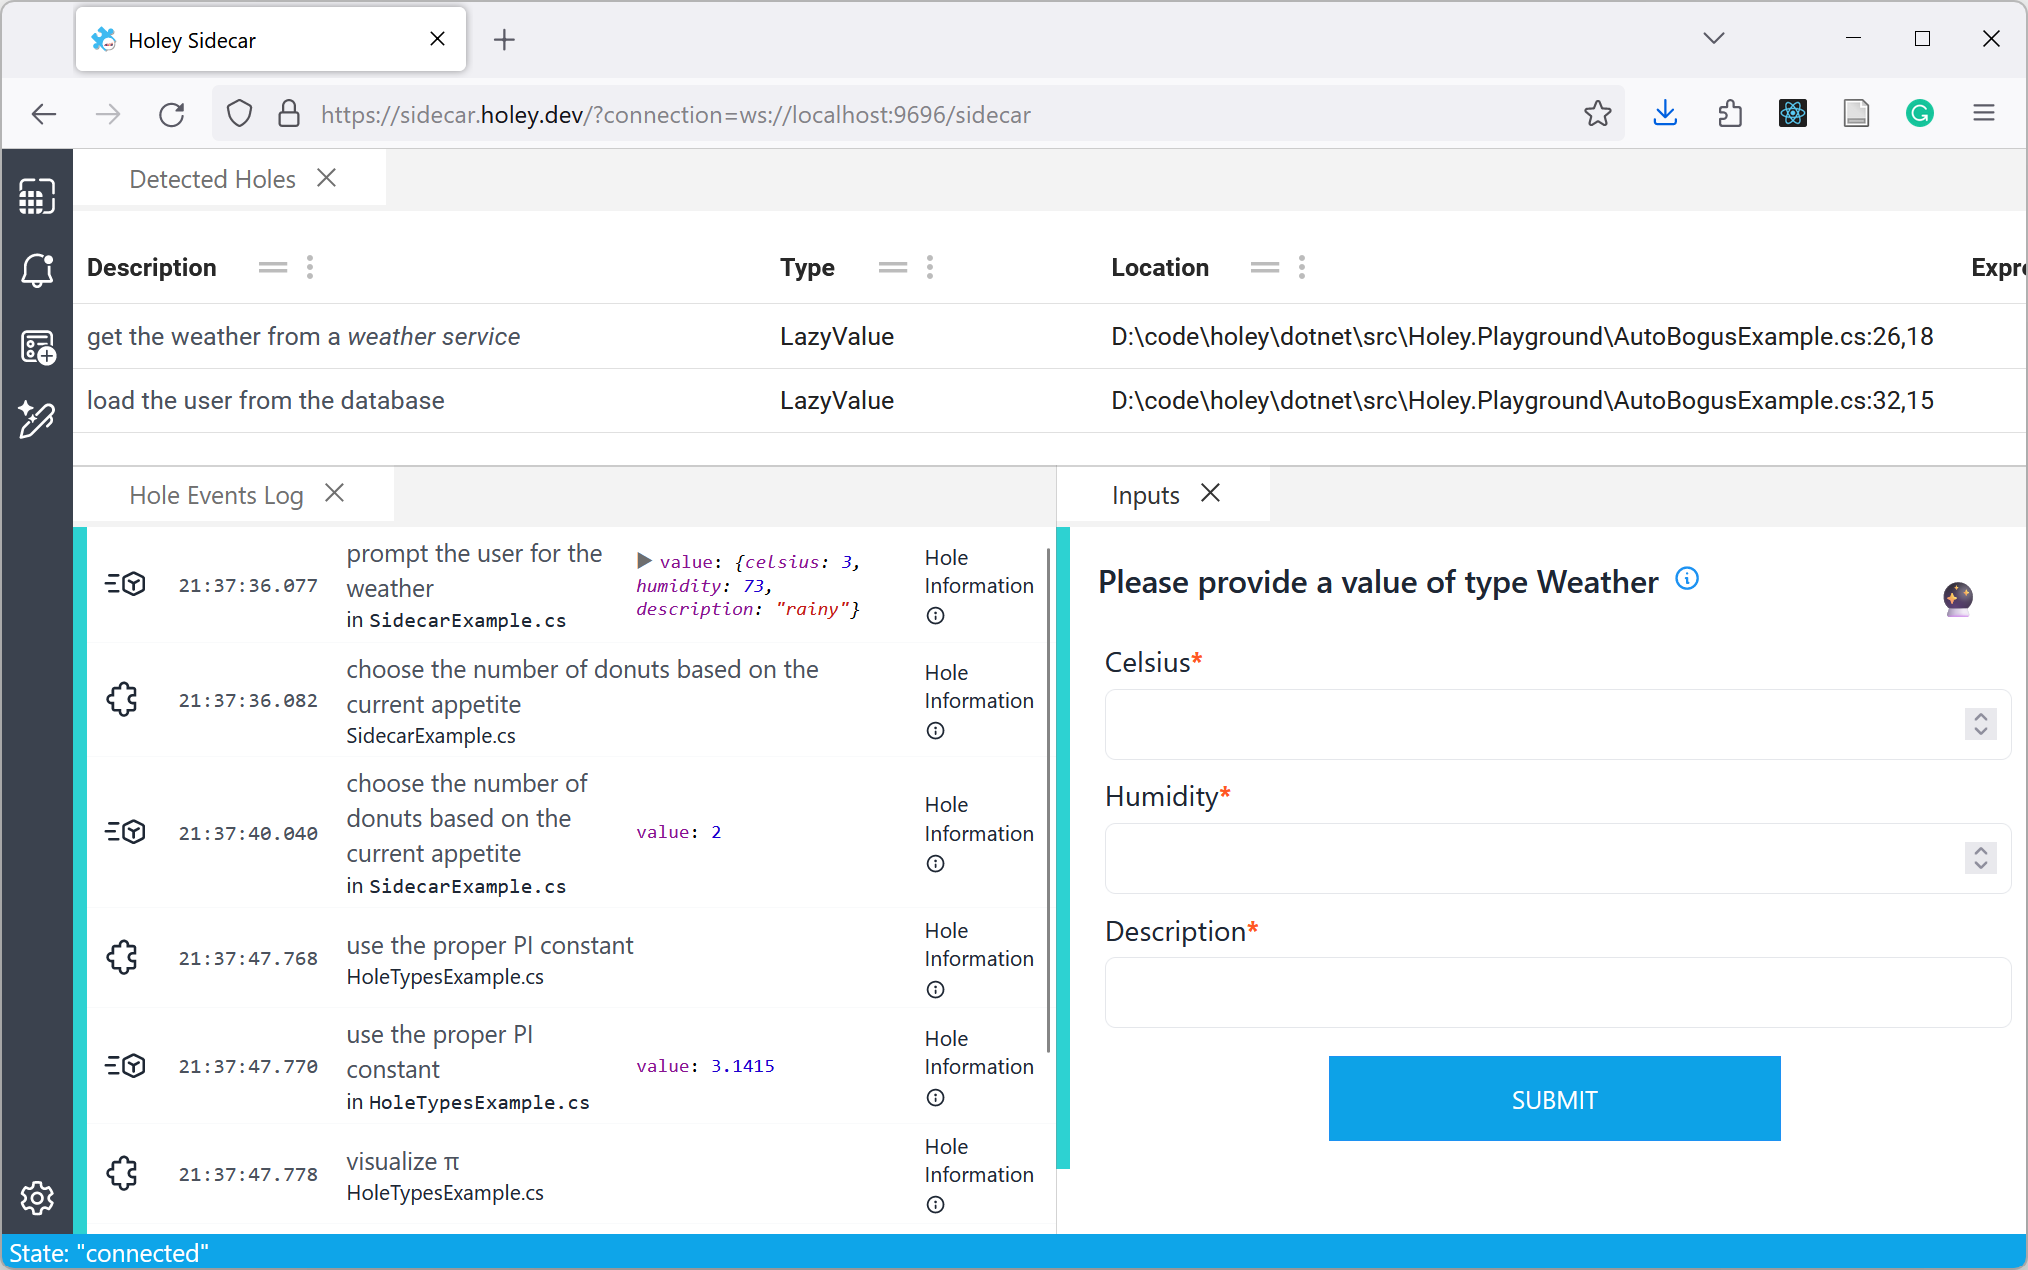 Holey Sidecar
https://sidecar.holey.dev/?connection=ws://localhost:9696/sidecar
Detected Holes
Description Type Location Expre
get the weather from a weather service LazyValue D:\code\holey\dotnet\src\Holey.Playground\AutoBogusExample.cs:26,18
load the user from the database LazyValue D:\code\holey\dotnet\src\Holey.Playground\AutoBogusExample.cs:32,15
Hole Events Log
21:37:36.077
prompt the user for the
weather
in SidecarExample.cs
value: {celsius: 3,
humidity: 73,
description: "rainy"}
Hole
Information
21:37:36.082
choose the number of donuts based on the
current appetite
SidecarExample.cs
Hole
Information
21:37:40.040
choose the number of
donuts based on the
current appetite
in SidecarExample.cs
value: 2
Hole
Information
21:37:47.768
use the proper PI constant
HoleTypesExample.cs
Hole
Information
21:37:47.770
use the proper PI
constant
in HoleTypesExample.cs
value: 3.1415
Hole
Information
21:37:47.778
visualize π
HoleTypesExample.cs
Hole
Information
Inputs
Please provide a value of type Weather
Celsius*
Humidity*
Description*
SUBMIT
State: "connected"